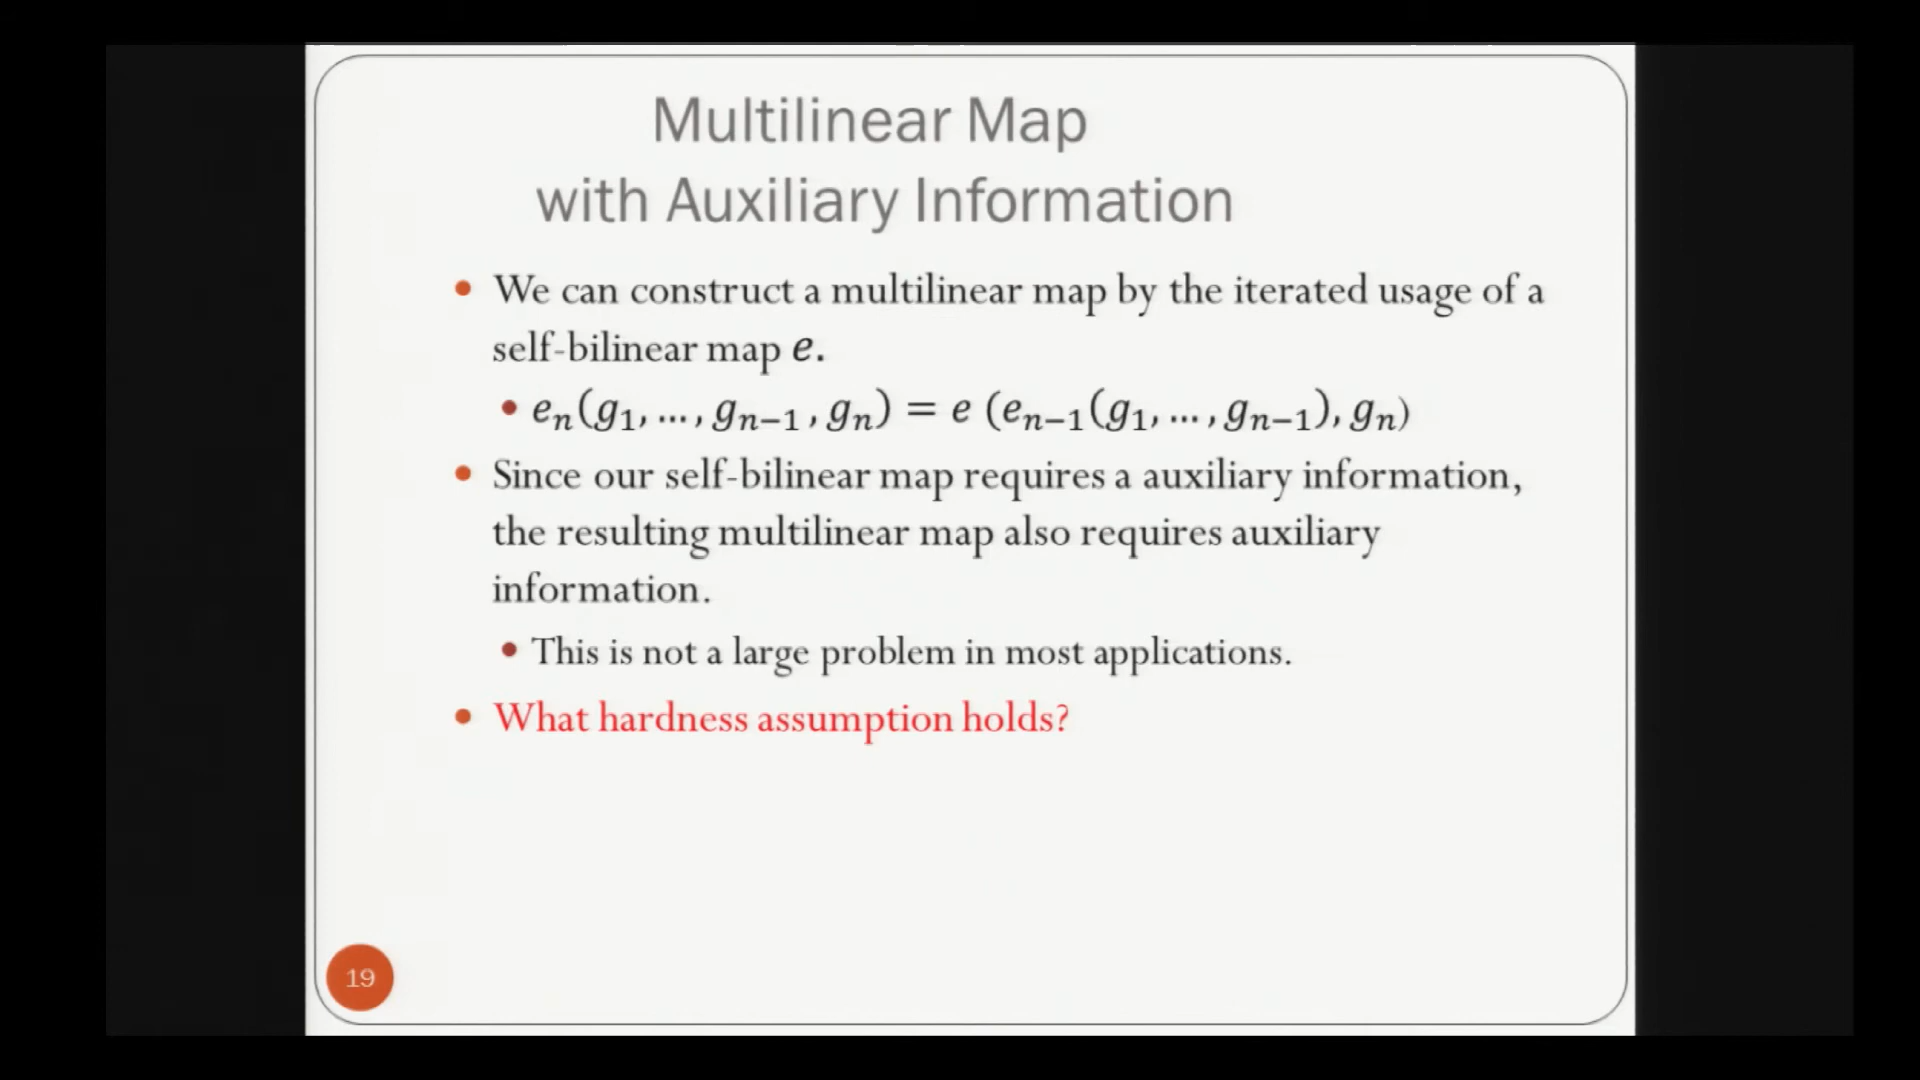 Multilinear Map
with Auxiliary Information
• We can construct a multilinear map by the iterated usage of a
self-bilinear map e.
• eₙ(g₁, … , gₙ₋₁ , gₙ) = e (eₙ₋₁(g₁, … , gₙ₋₁), gₙ)
• Since our self-bilinear map requires a auxiliary information,
the resulting multilinear map also requires auxiliary
information.
• This is not a large problem in most applications.
• What hardness assumption holds?
19